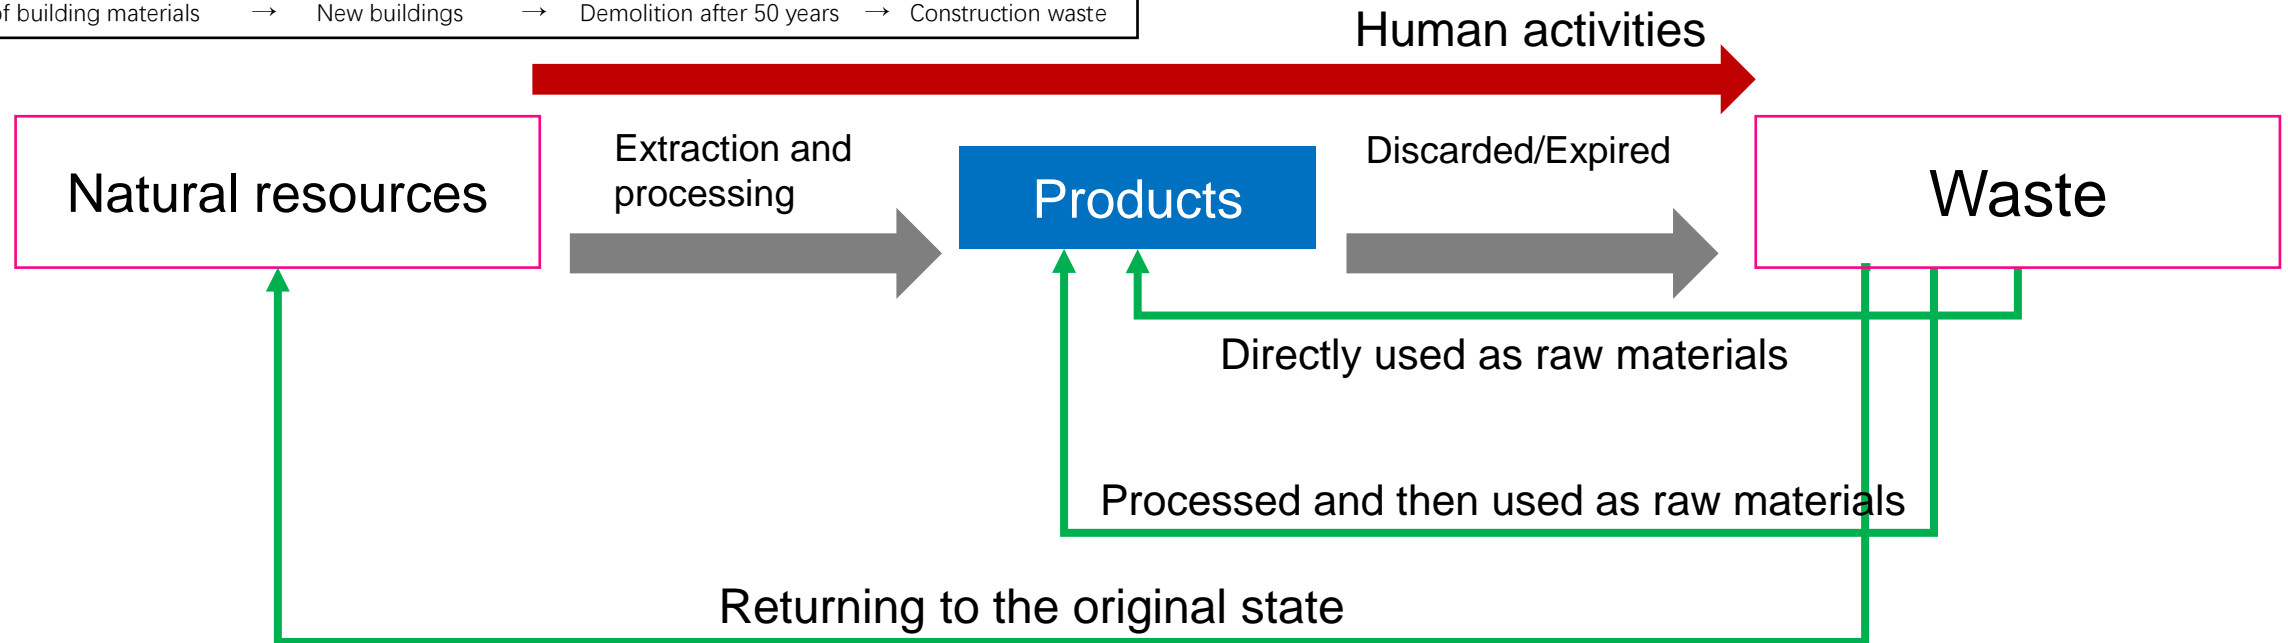 of building materials → New buildings → Demolition after 50 years → Construction waste
Human activities
Natural resources
Extraction and
processing
Products
Discarded/Expired
Waste
Directly used as raw materials
Processed and then used as raw materials
Returning to the original state